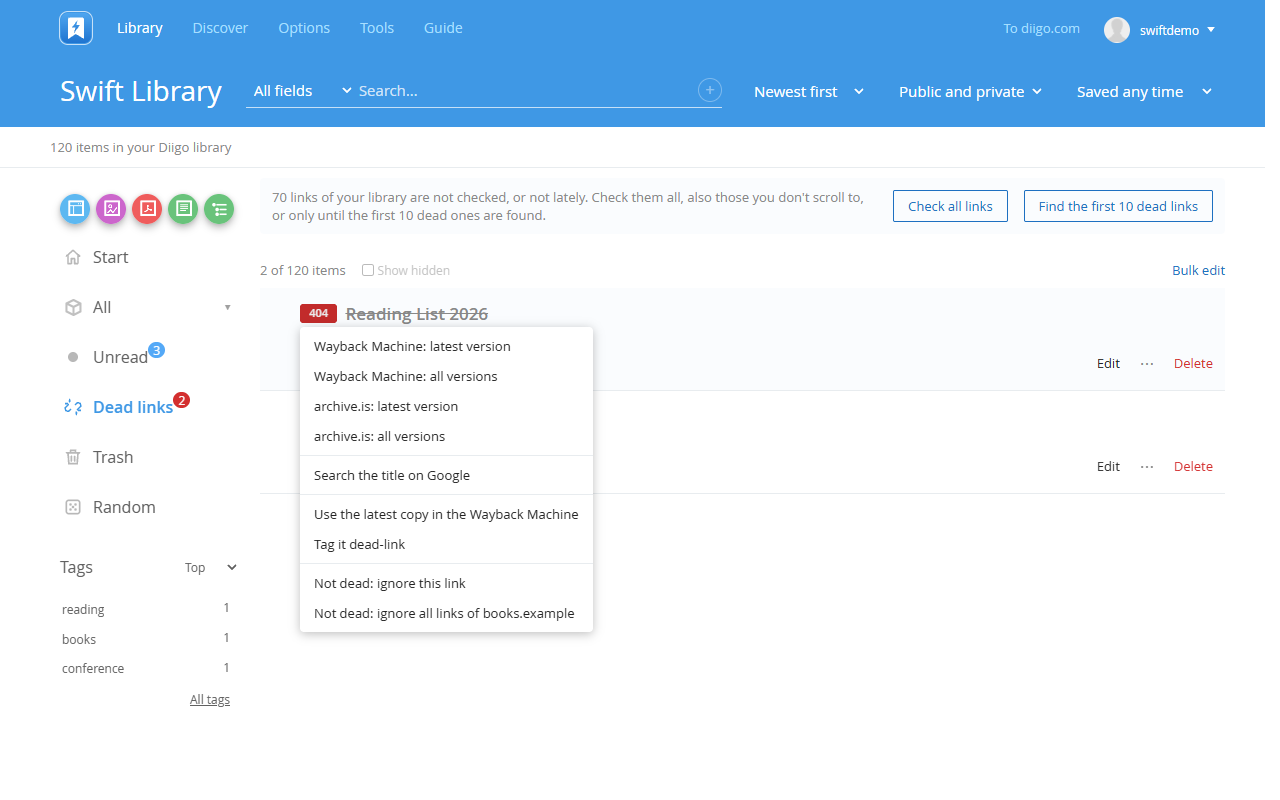 Library Discover Options Tools Guide To diigo.com swiftdemo
Swift Library All fields Search... + Newest first Public and private Saved any time
120 items in your Diigo library
70 links of your library are not checked, or not lately. Check them all, also those you don't scroll to,
or only until the first 10 dead ones are found.
Check all links Find the first 10 dead links
Start
All
Unread 3
Dead links 2
Trash
Random
Tags Top
reading 1
books 1
conference 1
All tags
2 of 120 items Show hidden Bulk edit
404 Reading List 2026
Edit ... Delete
Wayback Machine: latest version
Wayback Machine: all versions
archive.is: latest version
archive.is: all versions
Search the title on Google
Use the latest copy in the Wayback Machine
Tag it dead-link
Not dead: ignore this link
Not dead: ignore all links of books.example
Edit ... Delete